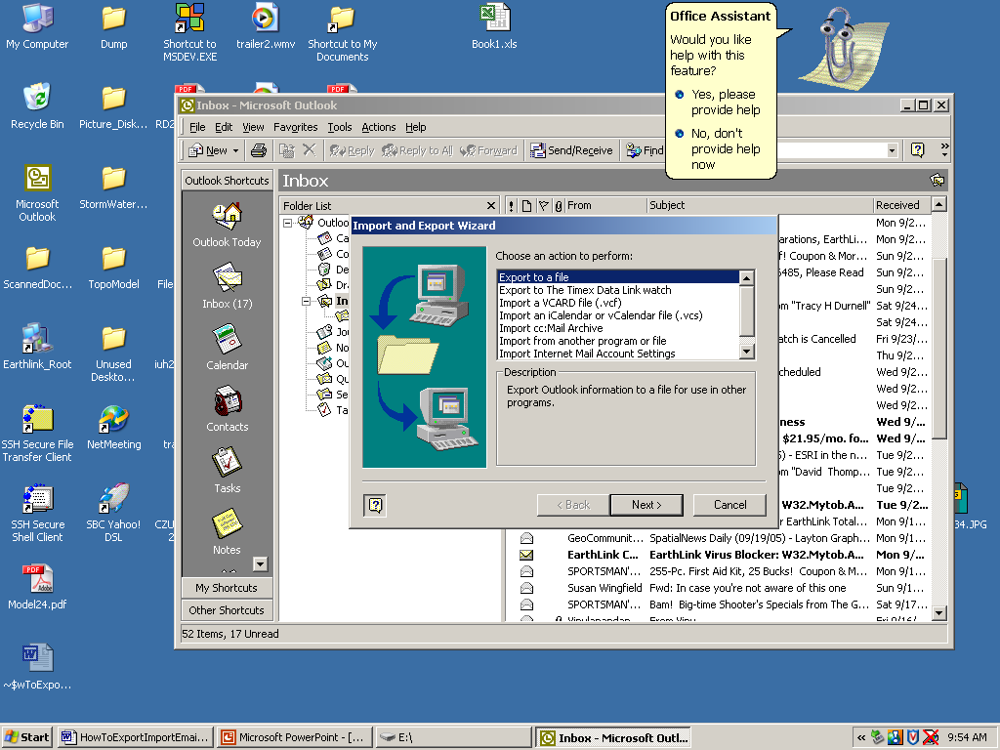 My Computer
Dump
Shortcut to
MSDEV.EXE
trailer2.wmv
Shortcut to My
Documents
Book1.xls
Office Assistant
Would you like
help with this
feature?
Yes, please
provide help
No, don't
provide help
now
Recycle Bin
Picture_Disk...
RD2
Microsoft
Outlook
StormWater...
ScannedDoc...
TopoModel
File
Earthlink_Root
Unused
Deskto...
iuh2
SSH Secure File
Transfer Client
NetMeeting
tra
SSH Secure
Shell Client
SBC Yahoo!
DSL
CZU
2
34.JPG
Model24.pdf
~$wToExpo...
Inbox - Microsoft Outlook
File Edit View Favorites Tools Actions Help
New Reply Reply to All Forward Send/Receive Find
Outlook Shortcuts
Inbox
Outlook Today
Inbox (17)
Calendar
Contacts
Tasks
Notes
My Shortcuts
Other Shortcuts
Folder List
Outloo
Ca
Co
De
Dr
In
Jou
No
Ou
Qu
Se
Ta
From Subject Received
Mon 9/2...
arations, EarthLi... Mon 9/2...
f! Coupon & Mor... Sun 9/2...
6485, Please Read Sun 9/2...
Sun 9/2...
om "Tracy H Durnell" Sat 9/24...
Sat 9/24...
atch is Cancelled Fri 9/23/...
Thu 9/2...
cheduled Wed 9/2...
Wed 9/2...
Wed 9/2...
ness Wed 9/...
$21.95/mo. fo... Wed 9/...
5) - ESRI in the n... Tue 9/2...
om "David Thomp... Tue 9/2...
Tue 9/2...
W32.Mytob.A... Tue 9/2...
r EarthLink Total... Mon 9/1...
GeoCommunit... SpatialNews Daily (09/19/05) - Layton Graph... Mon 9/1...
EarthLink C... EarthLink Virus Blocker: W32.Mytob.A... Mon 9/...
SPORTSMAN'... 255-Pc. First Aid Kit, 25 Bucks! Coupon & M... Mon 9/1...
Susan Wingfield Fwd: In case you're not aware of this one Sun 9/1...
SPORTSMAN'... Bam! Big-time Shooter's Specials from The G... Sat 9/17...
Import and Export Wizard
Choose an action to perform:
Export to a file
Export to The Timex Data Link watch
Import a VCARD file (.vcf)
Import an iCalendar or vCalendar file (.vcs)
Import cc:Mail Archive
Import from another program or file
Import Internet Mail Account Settings
Description
Export Outlook information to a file for use in other
programs.
< Back Next > Cancel
52 Items, 17 Unread
Start HowToExportImportEmai... Microsoft PowerPoint - [... E:\ Inbox - Microsoft Outl... « 9:54 AM